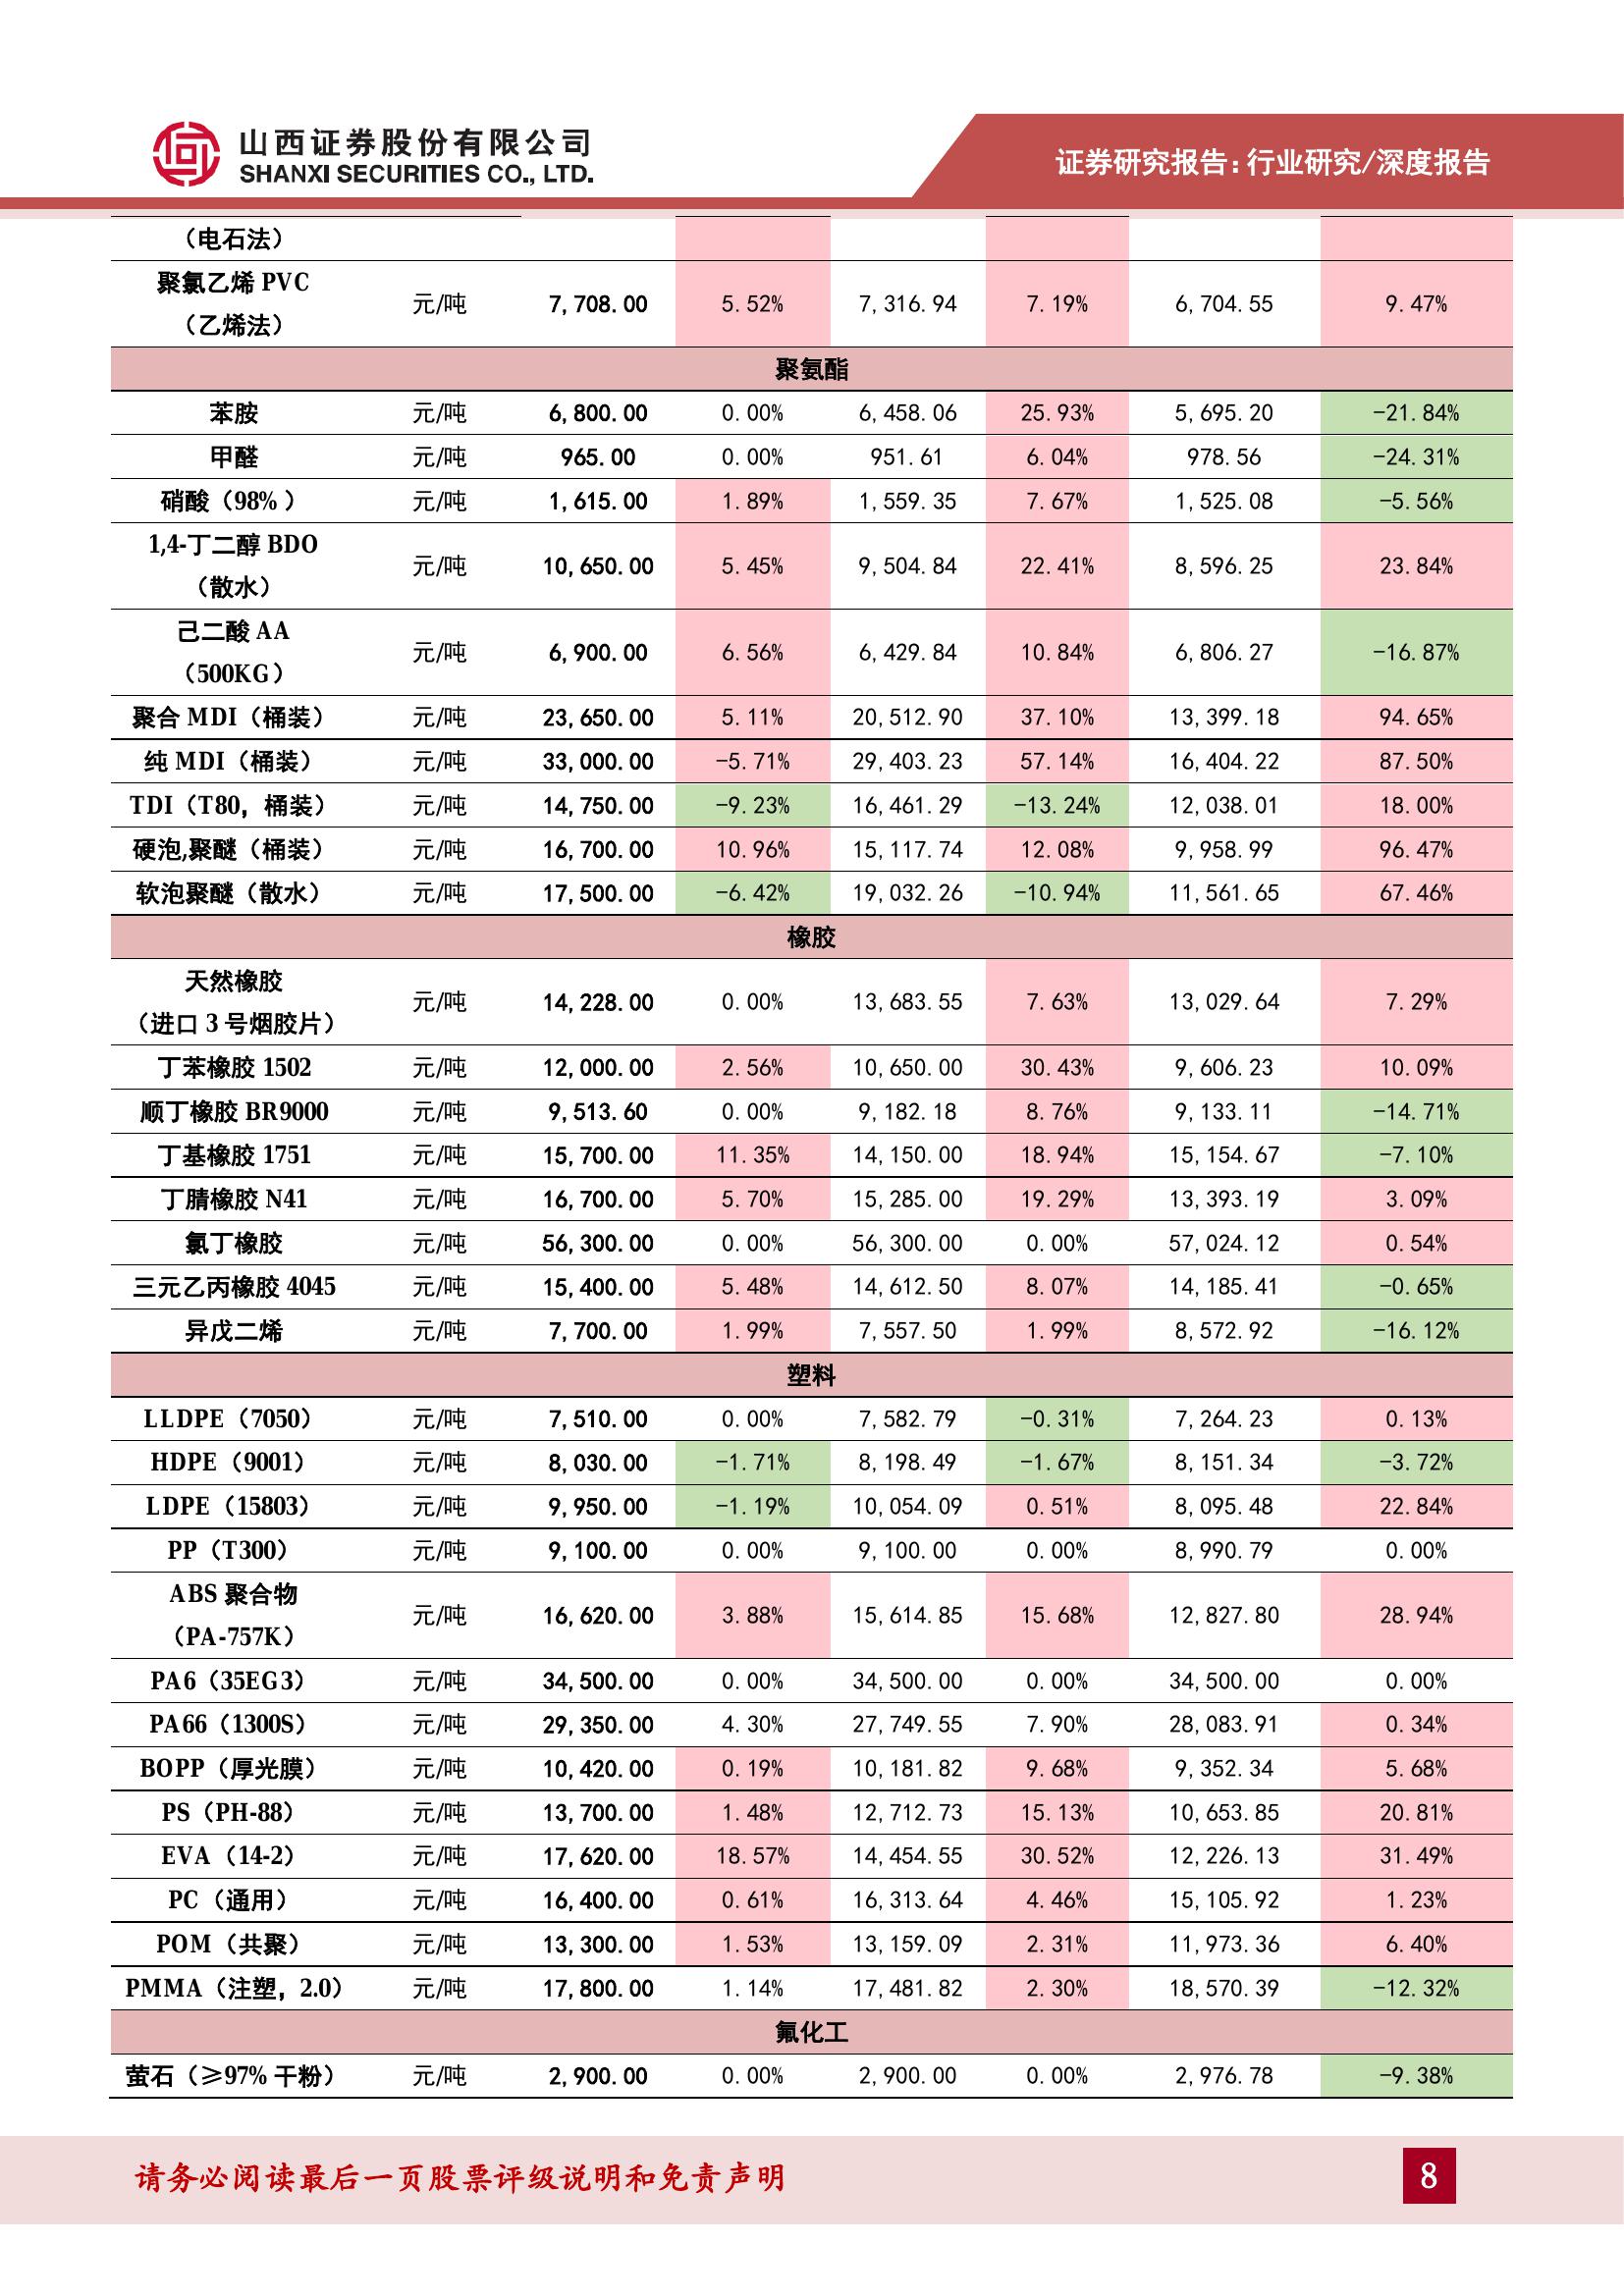 山西证券股份有限公司
SHANXI SECURITIES CO., LTD.
证券研究报告:行业研究/深度报告
（电石法）
聚氯乙烯 PVC
（乙烯法） 元/吨 7,708.00 5.52% 7,316.94 7.19% 6,704.55 9.47%
聚氨酯
苯胺 元/吨 6,800.00 0.00% 6,458.06 25.93% 5,695.20 -21.84%
甲醛 元/吨 965.00 0.00% 951.61 6.04% 978.56 -24.31%
硝酸（98%） 元/吨 1,615.00 1.89% 1,559.35 7.67% 1,525.08 -5.56%
1,4-丁二醇 BDO
（散水） 元/吨 10,650.00 5.45% 9,504.84 22.41% 8,596.25 23.84%
己二酸 AA
（500KG） 元/吨 6,900.00 6.56% 6,429.84 10.84% 6,806.27 -16.87%
聚合 MDI（桶装） 元/吨 23,650.00 5.11% 20,512.90 37.10% 13,399.18 94.65%
纯 MDI（桶装） 元/吨 33,000.00 -5.71% 29,403.23 57.14% 16,404.22 87.50%
TDI（T80，桶装） 元/吨 14,750.00 -9.23% 16,461.29 -13.24% 12,038.01 18.00%
硬泡,聚醚（桶装） 元/吨 16,700.00 10.96% 15,117.74 12.08% 9,958.99 96.47%
软泡聚醚（散水） 元/吨 17,500.00 -6.42% 19,032.26 -10.94% 11,561.65 67.46%
橡胶
天然橡胶
（进口 3 号烟胶片） 元/吨 14,228.00 0.00% 13,683.55 7.63% 13,029.64 7.29%
丁苯橡胶 1502 元/吨 12,000.00 2.56% 10,650.00 30.43% 9,606.23 10.09%
顺丁橡胶 BR9000 元/吨 9,513.60 0.00% 9,182.18 8.76% 9,133.11 -14.71%
丁基橡胶 1751 元/吨 15,700.00 11.35% 14,150.00 18.94% 15,154.67 -7.10%
丁腈橡胶 N41 元/吨 16,700.00 5.70% 15,285.00 19.29% 13,393.19 3.09%
氯丁橡胶 元/吨 56,300.00 0.00% 56,300.00 0.00% 57,024.12 0.54%
三元乙丙橡胶 4045 元/吨 15,400.00 5.48% 14,612.50 8.07% 14,185.41 -0.65%
异戊二烯 元/吨 7,700.00 1.99% 7,557.50 1.99% 8,572.92 -16.12%
塑料
LLDPE（7050） 元/吨 7,510.00 0.00% 7,582.79 -0.31% 7,264.23 0.13%
HDPE（9001） 元/吨 8,030.00 -1.71% 8,198.49 -1.67% 8,151.34 -3.72%
LDPE（15803） 元/吨 9,950.00 -1.19% 10,054.09 0.51% 8,095.48 22.84%
PP（T300） 元/吨 9,100.00 0.00% 9,100.00 0.00% 8,990.79 0.00%
ABS 聚合物
（PA-757K） 元/吨 16,620.00 3.88% 15,614.85 15.68% 12,827.80 28.94%
PA6（35EG3） 元/吨 34,500.00 0.00% 34,500.00 0.00% 34,500.00 0.00%
PA66（1300S） 元/吨 29,350.00 4.30% 27,749.55 7.90% 28,083.91 0.34%
BOPP（厚光膜） 元/吨 10,420.00 0.19% 10,181.82 9.68% 9,352.34 5.68%
PS（PH-88） 元/吨 13,700.00 1.48% 12,712.73 15.13% 10,653.85 20.81%
EVA（14-2） 元/吨 17,620.00 18.57% 14,454.55 30.52% 12,226.13 31.49%
PC（通用） 元/吨 16,400.00 0.61% 16,313.64 4.46% 15,105.92 1.23%
POM（共聚） 元/吨 13,300.00 1.53% 13,159.09 2.31% 11,973.36 6.40%
PMMA（注塑，2.0） 元/吨 17,800.00 1.14% 17,481.82 2.30% 18,570.39 -12.32%
氟化工
萤石（≥97%干粉） 元/吨 2,900.00 0.00% 2,900.00 0.00% 2,976.78 -9.38%
请务必阅读最后一页股票评级说明和免责声明
8